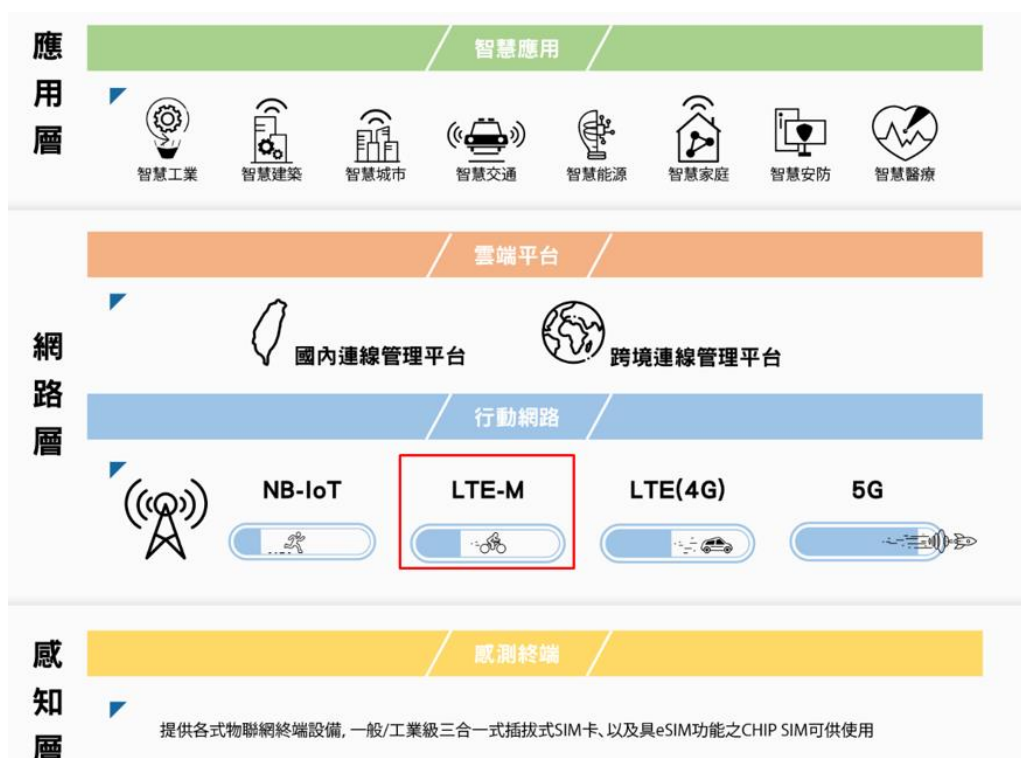 應用層
智慧應用
智慧工業 智慧建築 智慧城市 智慧交通 智慧能源 智慧家庭 智慧安防 智慧醫療
網路層
雲端平台
國內連線管理平台 跨境連線管理平台
行動網路
NB-IoT LTE-M LTE(4G) 5G
感知層
感測終端
提供各式物聯網終端設備, 一般/工業級三合一式插拔式SIM卡、以及具eSIM功能之CHIP SIM可供使用